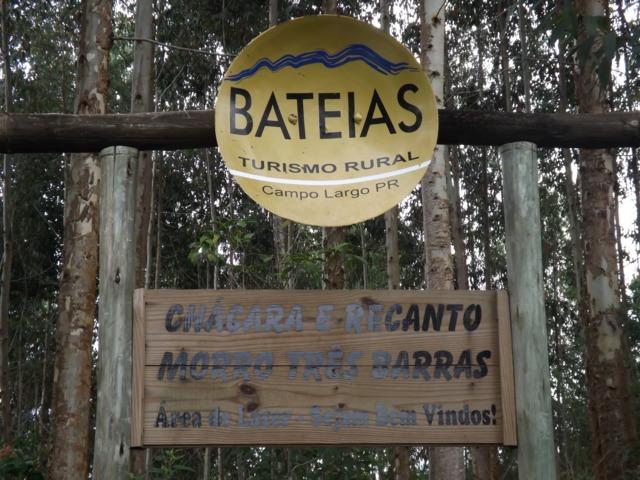 BATEIAS
TURISMO RURAL
Campo Largo PR
CHÁCARA E RECANTO
MORRO TRÊS BARRAS
Área de Lazer - Sejam Bem Vindos!